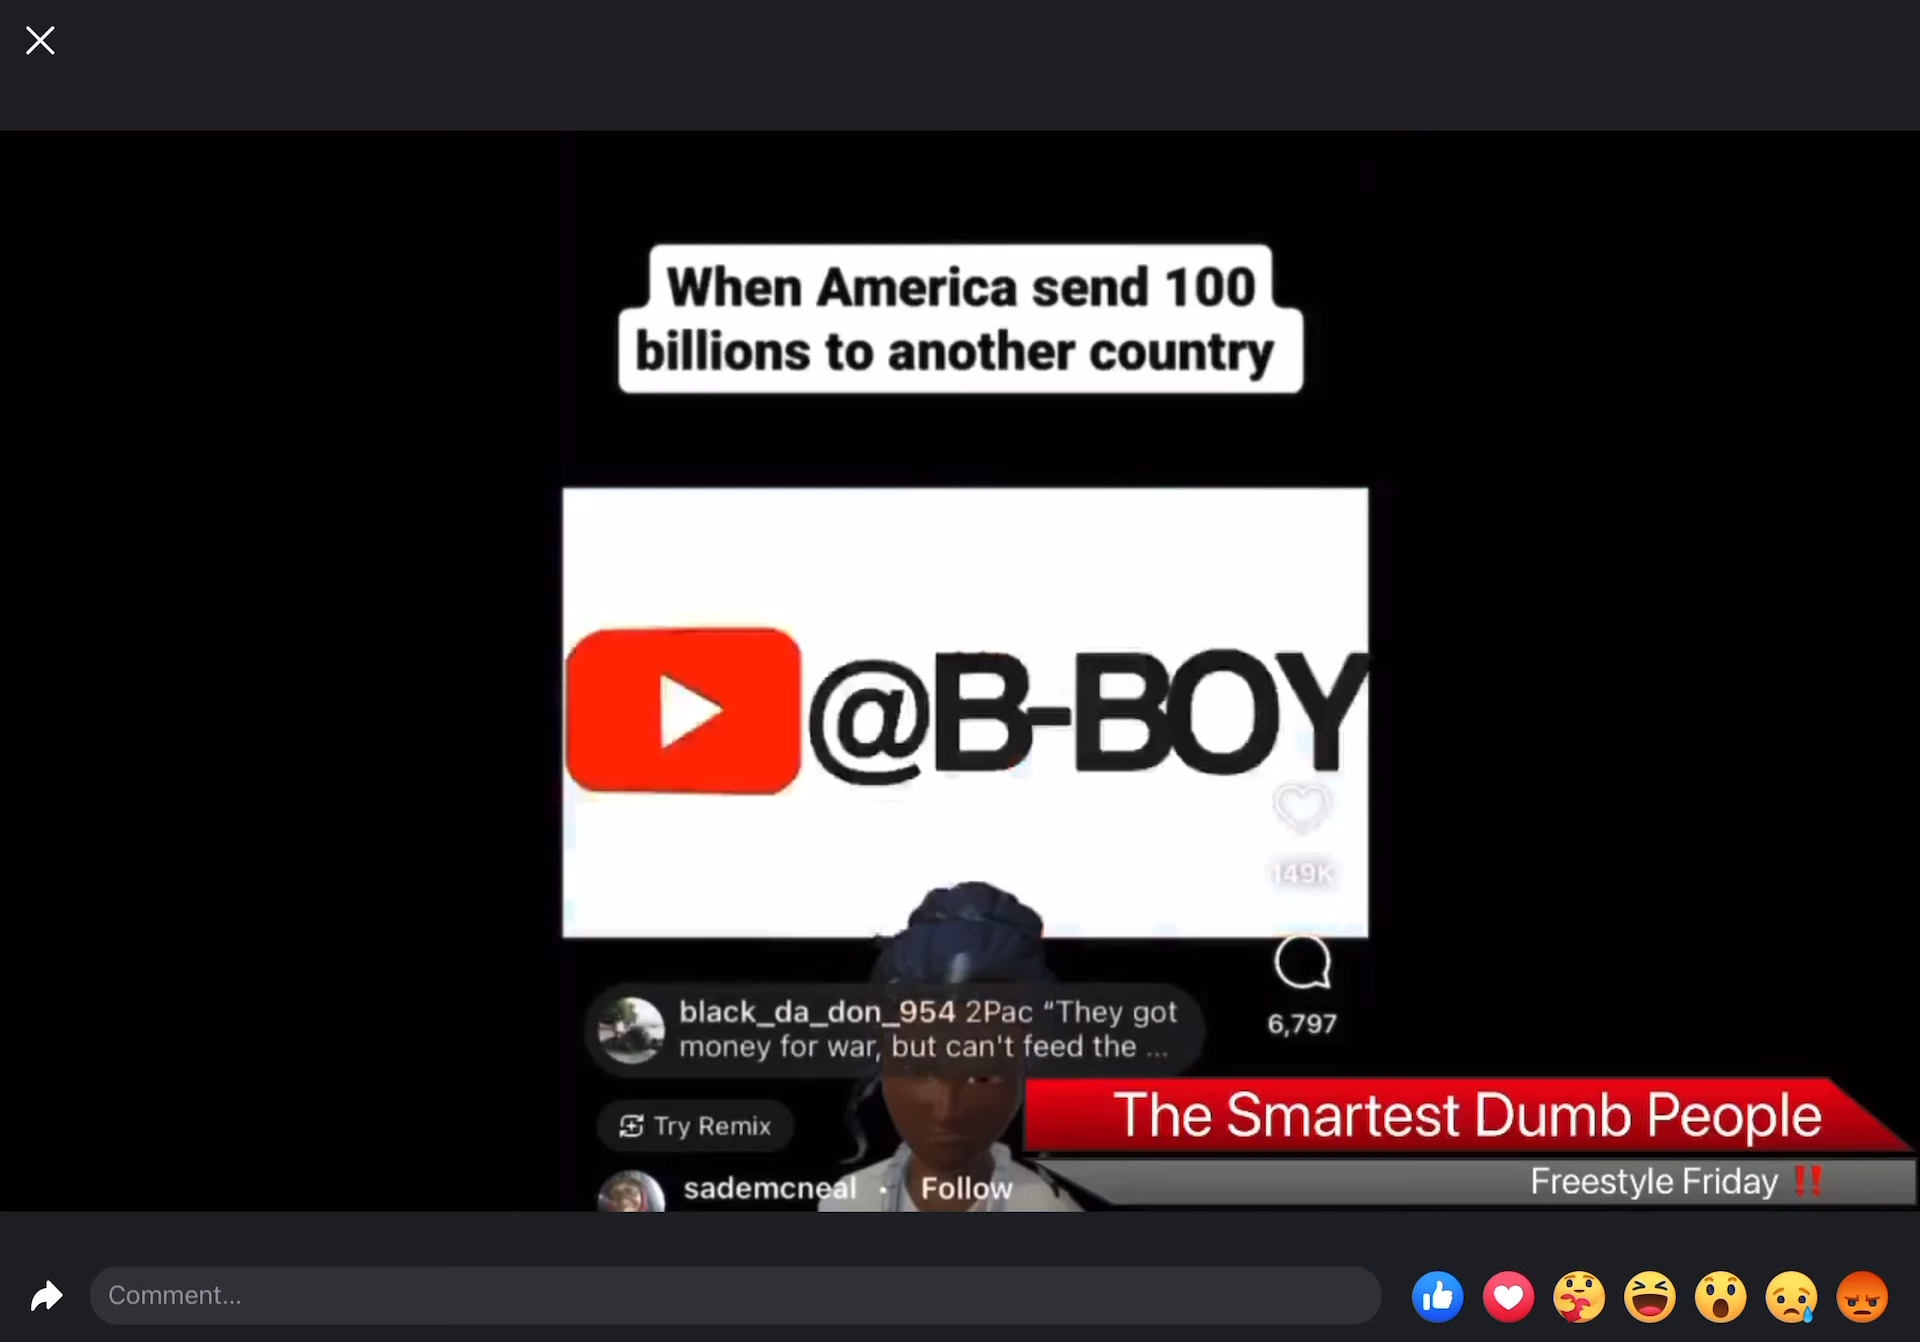 When America send 100
billions to another country
@B-BOY
149K
6,797
black_da_don_954 2Pac “They got
money for war, but can't feed the ...
Try Remix
The Smartest Dumb People
sademcneal · Follow
Freestyle Friday ‼️
Comment...